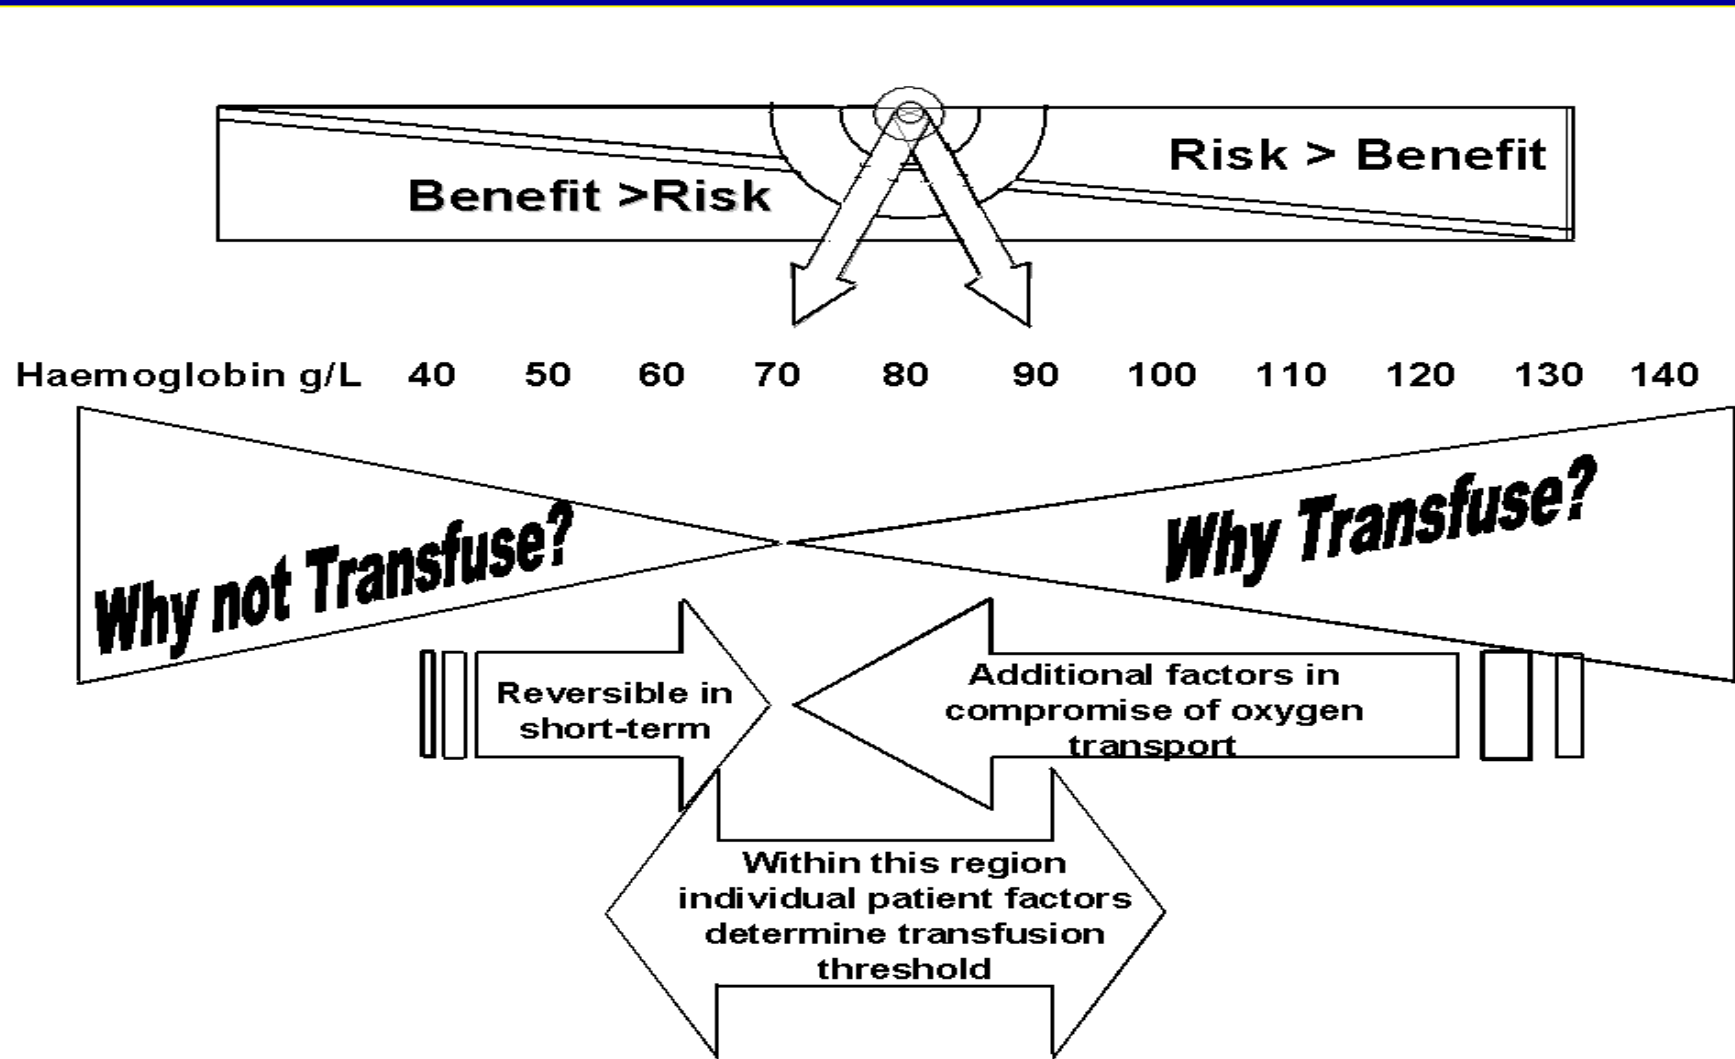 Risk > Benefit
Benefit >Risk
Haemoglobin g/L 40 50 60 70 80 90 100 110 120 130 140
Why not Transfuse?
Why Transfuse?
Reversible in
short-term
Additional factors in
compromise of oxygen
transport
Within this region
individual patient factors
determine transfusion
threshold